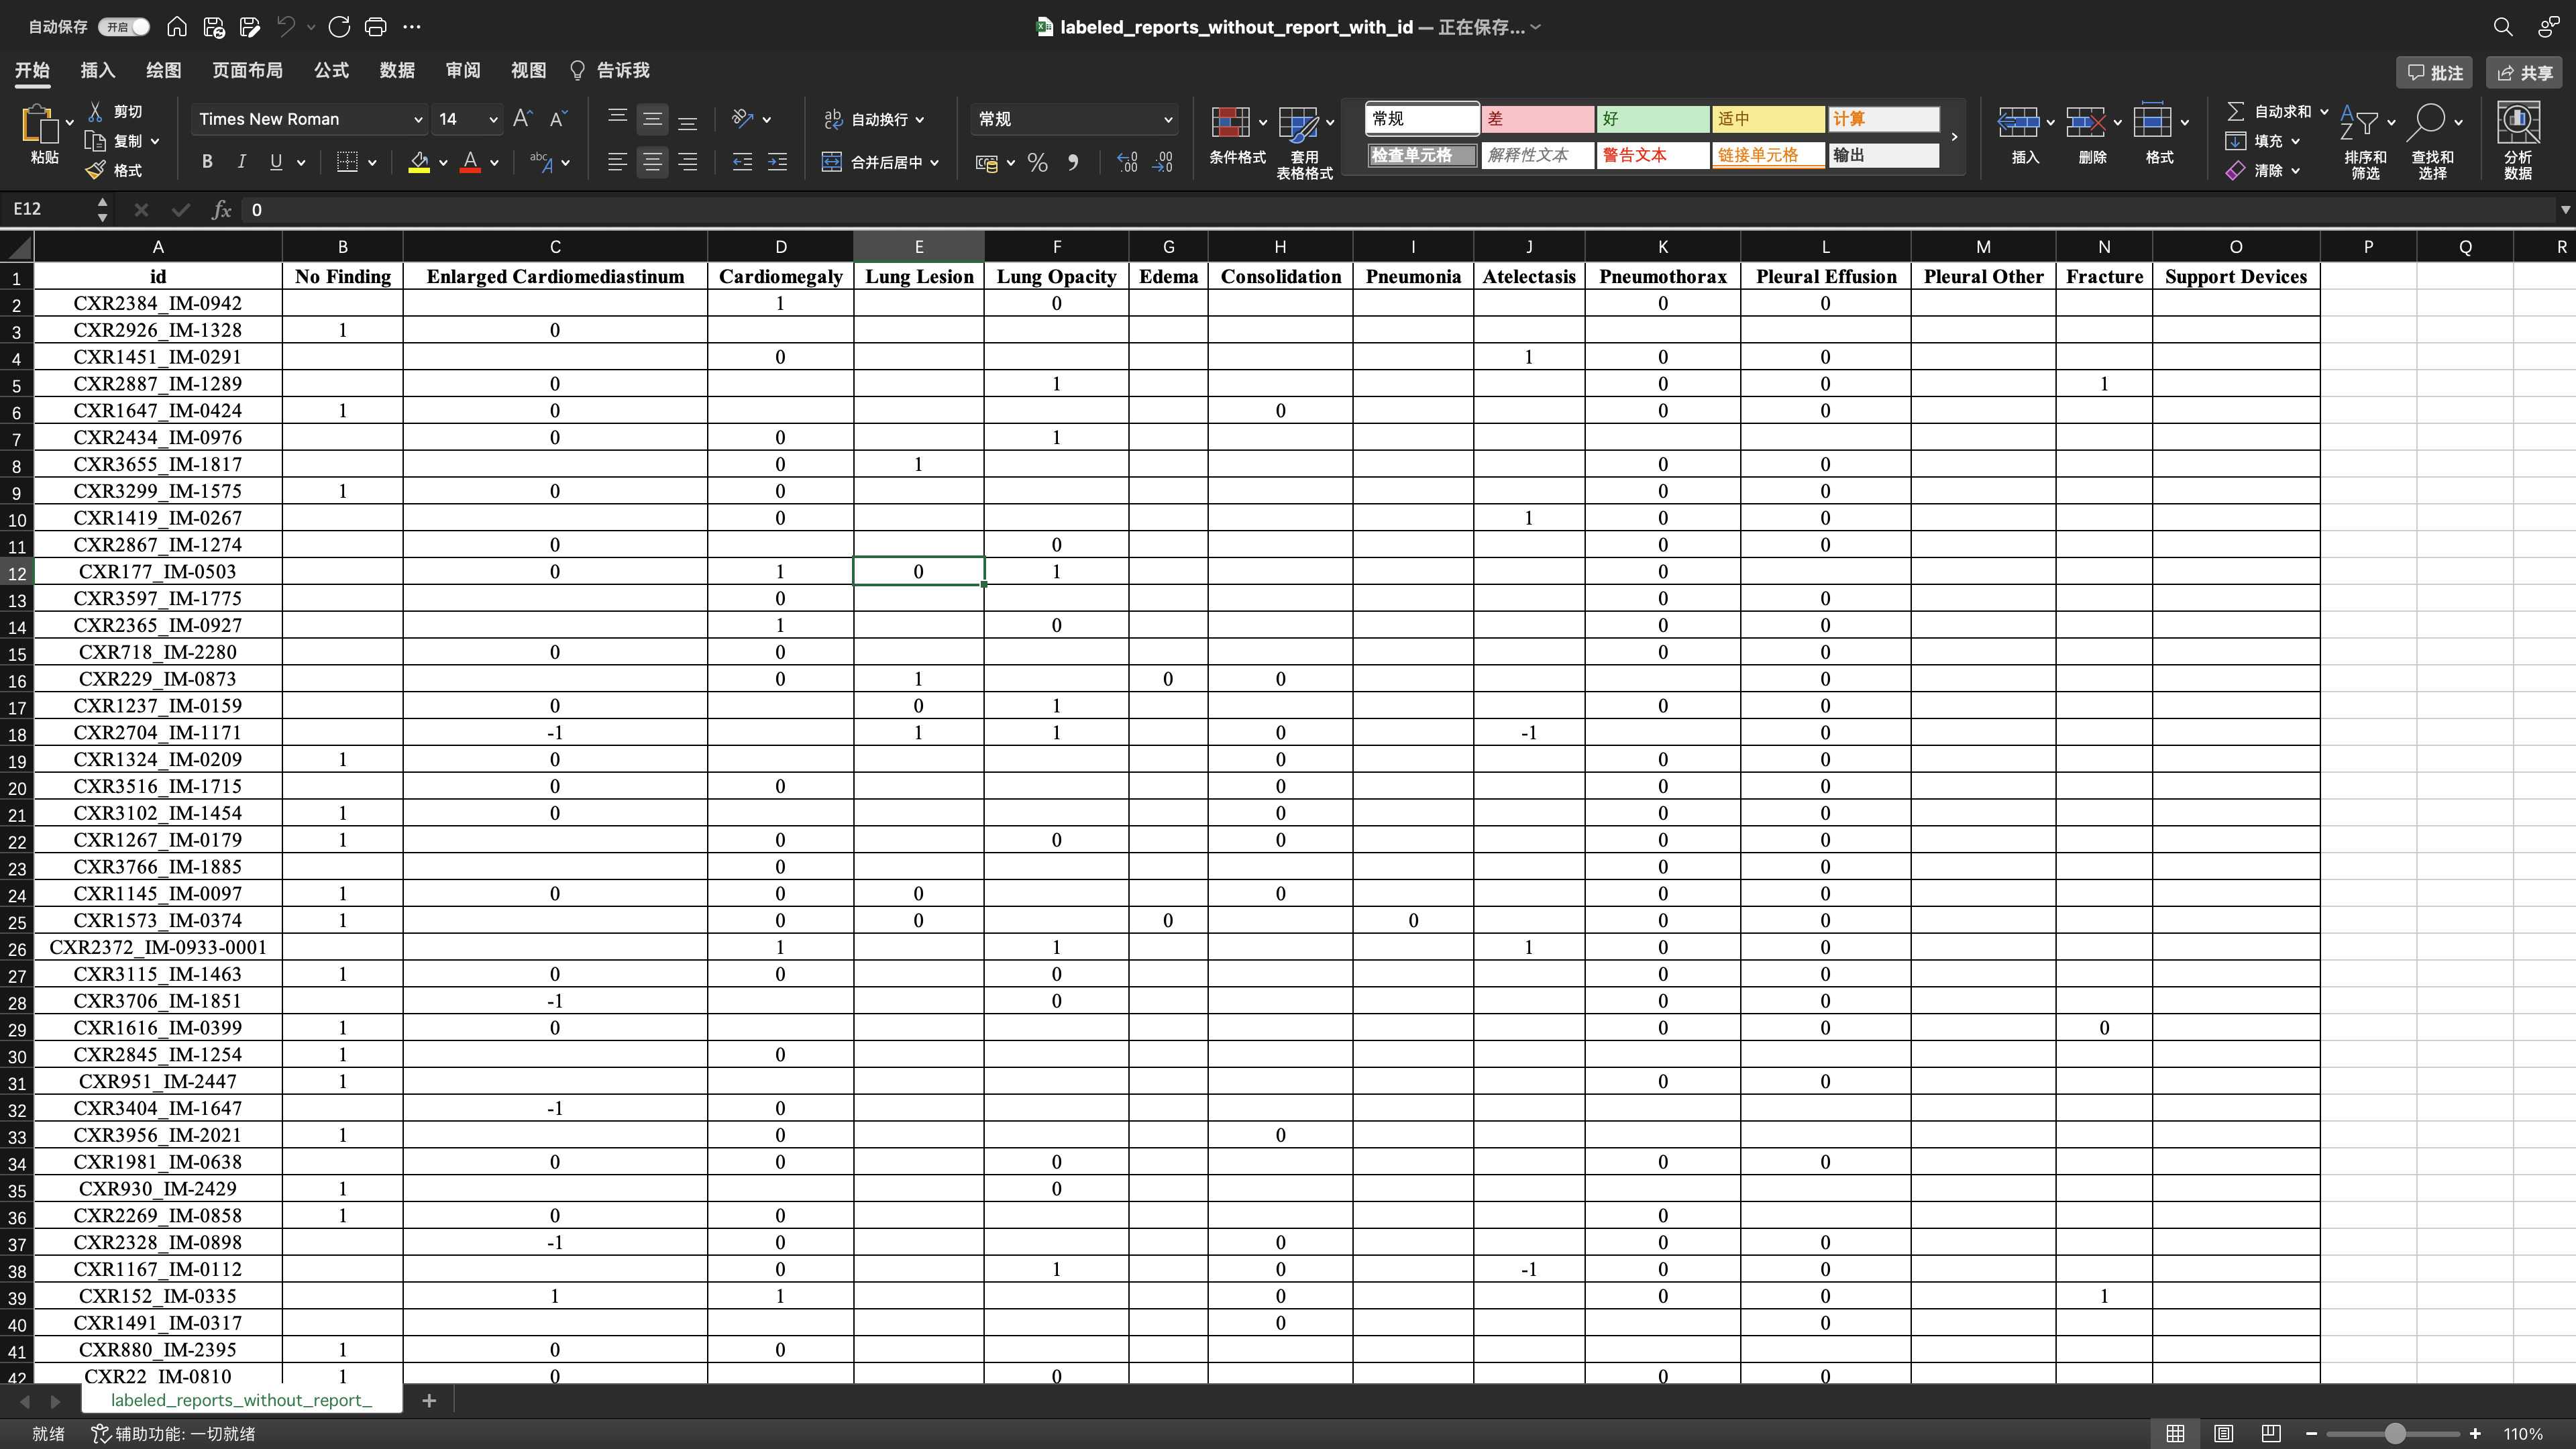 自动保存 开启 labeled_reports_without_report_with_id — 正在保存...
开始 插入 绘图 页面布局 公式 数据 审阅 视图 告诉我 批注 共享
粘贴 剪切 复制 格式 Times New Roman 14 自动换行 合并后居中 常规 条件格式 套用 表格格式 常规 差 好 适中 计算 检查单元格 解释性文本 警告文本 链接单元格 输出 插入 删除 格式 自动求和 填充 清除 排序和 筛选 查找和 选择 分析 数据
E12 fx 0
A B C D E F G H I J K L M N O P Q R
1 id No Finding Enlarged Cardiomediastinum Cardiomegaly Lung Lesion Lung Opacity Edema Consolidation Pneumonia Atelectasis Pneumothorax Pleural Effusion Pleural Other Fracture Support Devices
2 CXR2384_IM-0942 1 0 0 0
3 CXR2926_IM-1328 1 0
4 CXR1451_IM-0291 0 1 0 0
5 CXR2887_IM-1289 0 1 0 0 1
6 CXR1647_IM-0424 1 0 0 0 0
7 CXR2434_IM-0976 0 0 1
8 CXR3655_IM-1817 0 1 0 0
9 CXR3299_IM-1575 1 0 0 0 0
10 CXR1419_IM-0267 0 1 0 0
11 CXR2867_IM-1274 0 0 0 0
12 CXR177_IM-0503 0 1 0 1 0
13 CXR3597_IM-1775 0 0 0
14 CXR2365_IM-0927 1 0 0 0
15 CXR718_IM-2280 0 0 0 0
16 CXR229_IM-0873 0 1 0 0 0
17 CXR1237_IM-0159 0 0 1 0 0
18 CXR2704_IM-1171 -1 1 1 0 -1 0
19 CXR1324_IM-0209 1 0 0 0 0
20 CXR3516_IM-1715 0 0 0 0 0
21 CXR3102_IM-1454 1 0 0 0 0
22 CXR1267_IM-0179 1 0 0 0 0 0
23 CXR3766_IM-1885 0 0 0
24 CXR1145_IM-0097 1 0 0 0 0 0 0
25 CXR1573_IM-0374 1 0 0 0 0 0 0
26 CXR2372_IM-0933-0001 1 1 1 0 0
27 CXR3115_IM-1463 1 0 0 0 0 0
28 CXR3706_IM-1851 -1 0 0 0
29 CXR1616_IM-0399 1 0 0 0 0
30 CXR2845_IM-1254 1 0
31 CXR951_IM-2447 1 0 0
32 CXR3404_IM-1647 -1 0
33 CXR3956_IM-2021 1 0 0
34 CXR1981_IM-0638 0 0 0 0 0
35 CXR930_IM-2429 1 0
36 CXR2269_IM-0858 1 0 0 0
37 CXR2328_IM-0898 -1 0 0 0 0
38 CXR1167_IM-0112 0 1 0 -1 0 0
39 CXR152_IM-0335 1 1 0 0 0 1
40 CXR1491_IM-0317 0 0
41 CXR880_IM-2395 1 0 0
42 CXR22_IM-0810 1 0 0 0 0
labeled_reports_without_report_
就绪 辅助功能: 一切就绪 110%